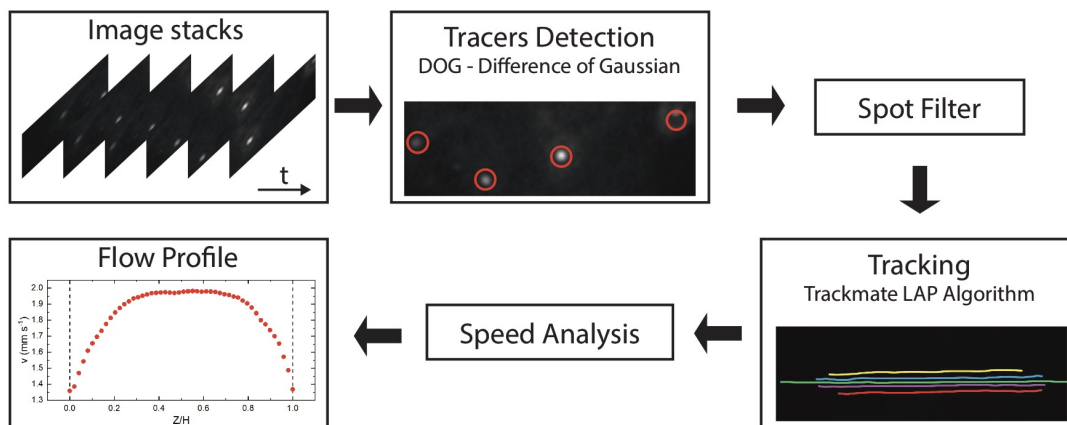 Image stacks
t
Tracers Detection
DOG - Difference of Gaussian
Spot Filter
Tracking
Trackmate LAP Algorithm
Speed Analysis
Flow Profile
v (mm s⁻¹)
2.0
1.9
1.8
1.7
1.6
1.5
1.4
1.3
0.0 0.2 0.4 0.6 0.8 1.0
Z/H